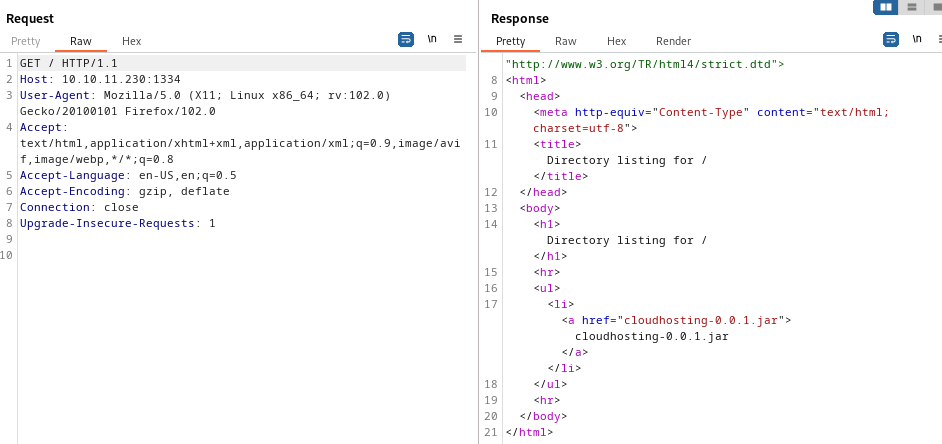 Request
Response
Pretty Raw Hex \n
Pretty Raw Hex Render \n
1 GET / HTTP/1.1
2 Host: 10.10.11.230:1334
3 User-Agent: Mozilla/5.0 (X11; Linux x86_64; rv:102.0)
Gecko/20100101 Firefox/102.0
4 Accept:
text/html,application/xhtml+xml,application/xml;q=0.9,image/avi
f,image/webp,*/*;q=0.8
5 Accept-Language: en-US,en;q=0.5
6 Accept-Encoding: gzip, deflate
7 Connection: close
8 Upgrade-Insecure-Requests: 1
9
10
"http://www.w3.org/TR/html4/strict.dtd">
8 <html>
9 <head>
10 <meta http-equiv="Content-Type" content="text/html;
charset=utf-8">
11 <title>
Directory listing for /
</title>
12 </head>
13 <body>
14 <h1>
Directory listing for /
</h1>
15 <hr>
16 <ul>
17 <li>
<a href="cloudhosting-0.0.1.jar">
cloudhosting-0.0.1.jar
</a>
</li>
18 </ul>
19 <hr>
20 </body>
21 </html>